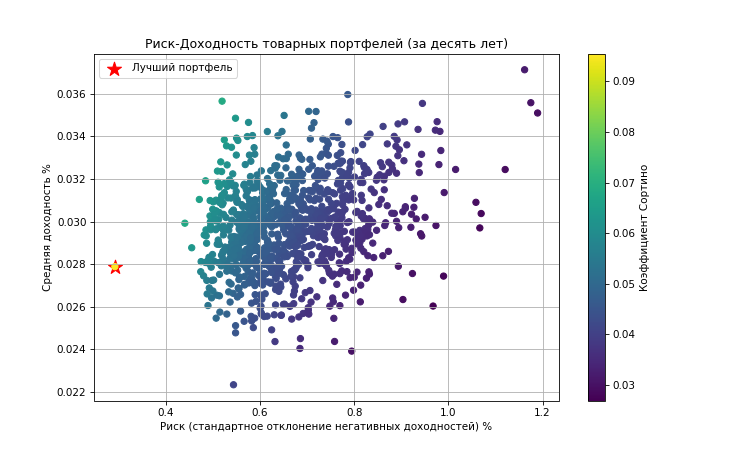 Риск-Доходность товарных портфелей (за десять лет)
Лучший портфель
Средняя доходность %
0.036
0.034
0.032
0.030
0.028
0.026
0.024
0.022
0.4 0.6 0.8 1.0 1.2
Риск (стандартное отклонение негативных доходностей) %
0.09
0.08
0.07
0.06
0.05
0.04
0.03
Коэффициент Сортино